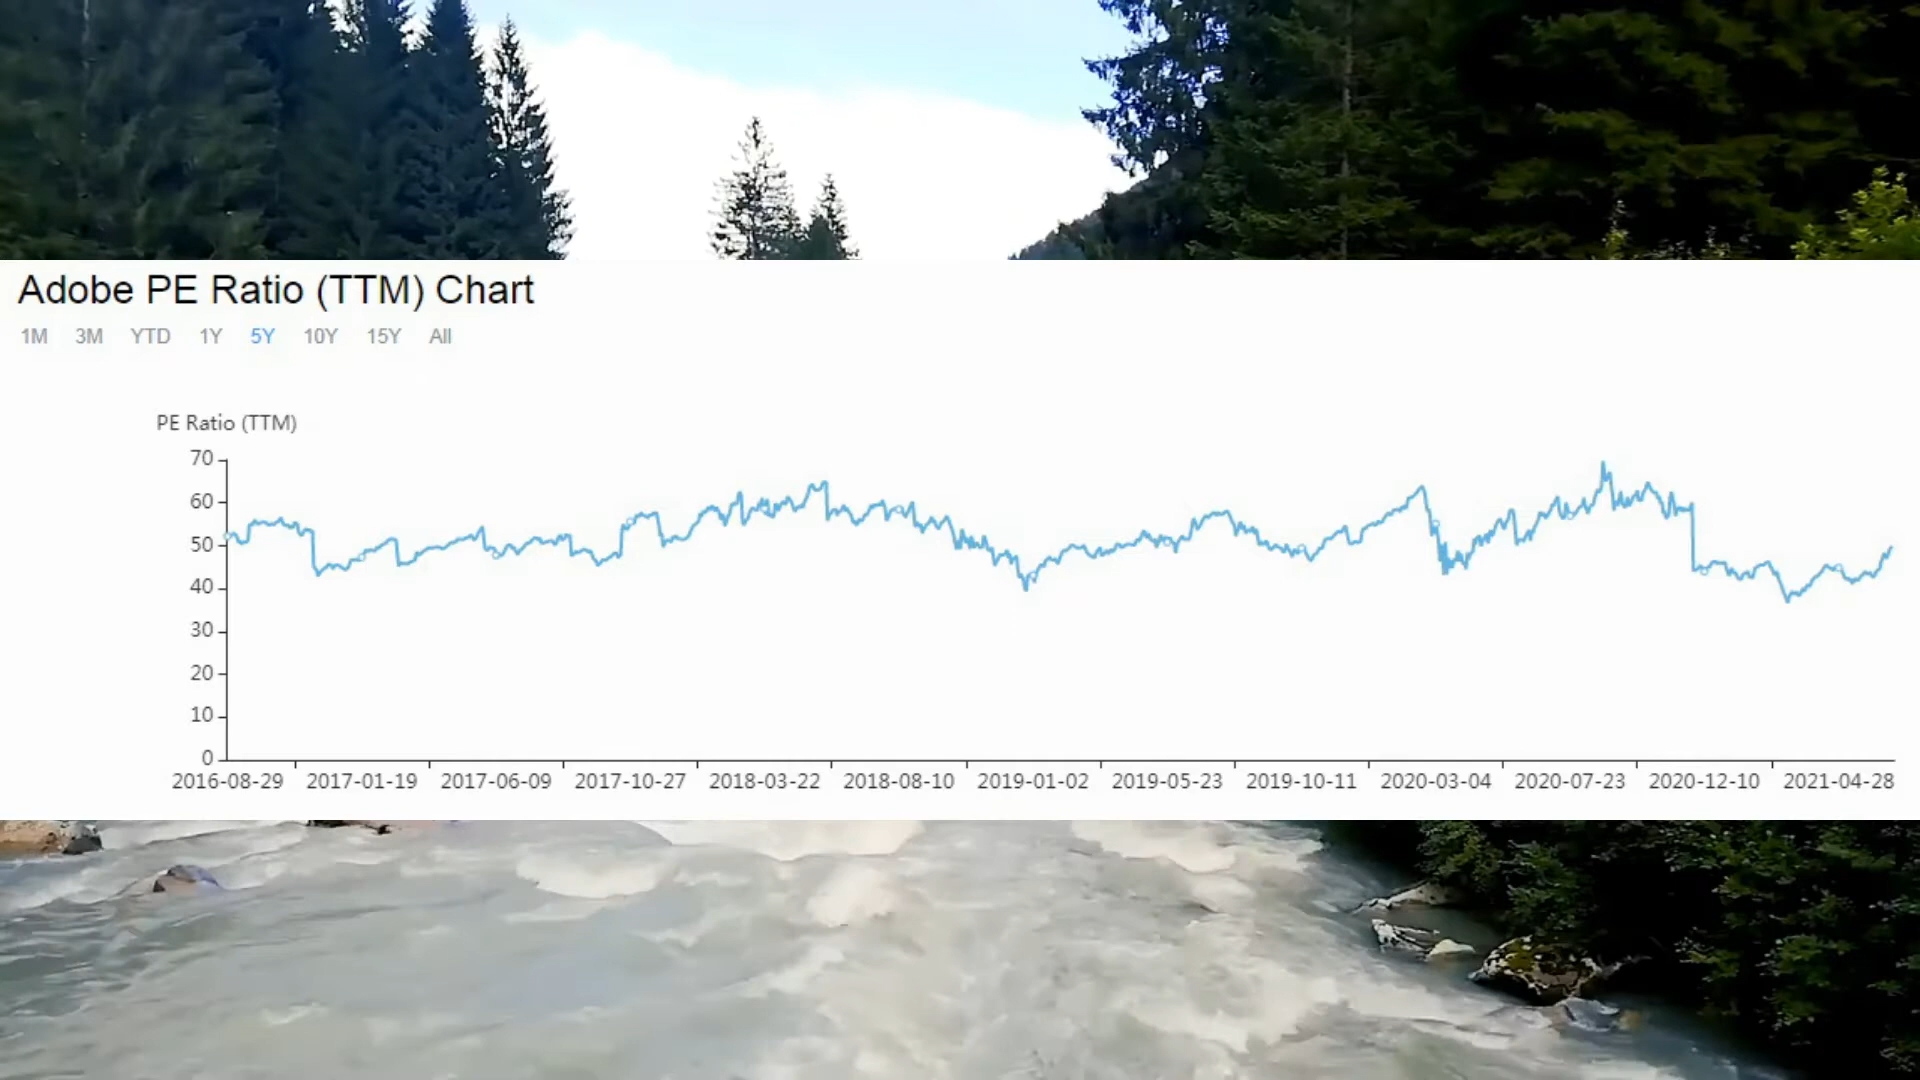 Adobe PE Ratio (TTM) Chart
1M 3M YTD 1Y 5Y 10Y 15Y All
PE Ratio (TTM)
70
60
50
40
30
20
10
0
2016-08-29 2017-01-19 2017-06-09 2017-10-27 2018-03-22 2018-08-10 2019-01-02 2019-05-23 2019-10-11 2020-03-04 2020-07-23 2020-12-10 2021-04-28